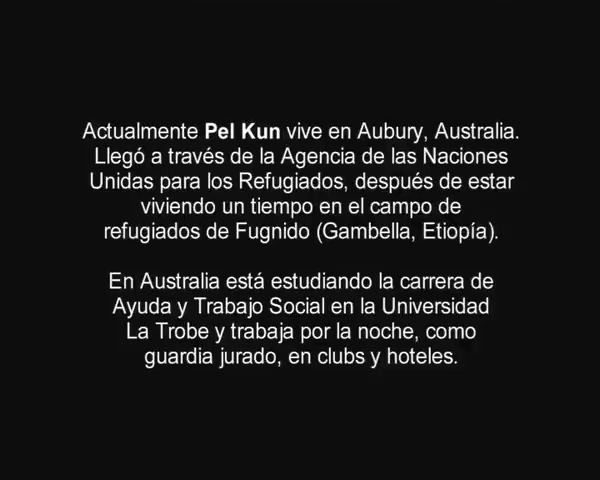 Actualmente Pel Kun vive en Aubury, Australia.
Llegó a través de la Agencia de las Naciones
Unidas para los Refugiados, después de estar
viviendo un tiempo en el campo de
refugiados de Fugnido (Gambella, Etiopía).
En Australia está estudiando la carrera de
Ayuda y Trabajo Social en la Universidad
La Trobe y trabaja por la noche, como
guardia jurado, en clubs y hoteles.